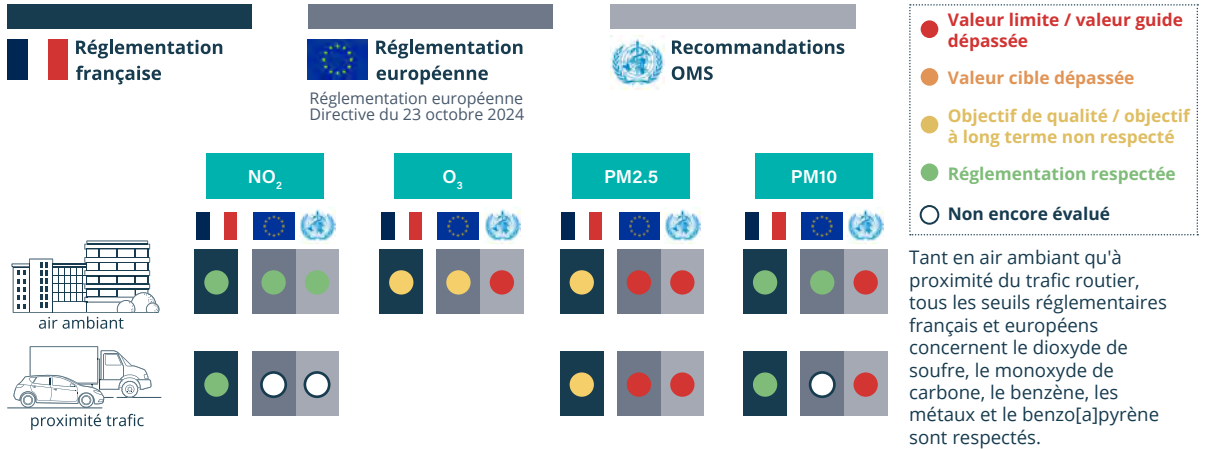 Réglementation
française
Réglementation
européenne
Réglementation européenne
Directive du 23 octobre 2024
Recommandations
OMS
Valeur limite / valeur guide
dépassée
Valeur cible dépassée
Objectif de qualité / objectif
à long terme non respecté
Réglementation respectée
Non encore évalué
NO₂
O₃
PM2.5
PM10
air ambiant
proximité trafic
Tant en air ambiant qu'à
proximité du trafic routier,
tous les seuils réglementaires
français et européens
concernent le dioxyde de
soufre, le monoxyde de
carbone, le benzène, les
métaux et le benzo[a]pyrène
sont respectés.